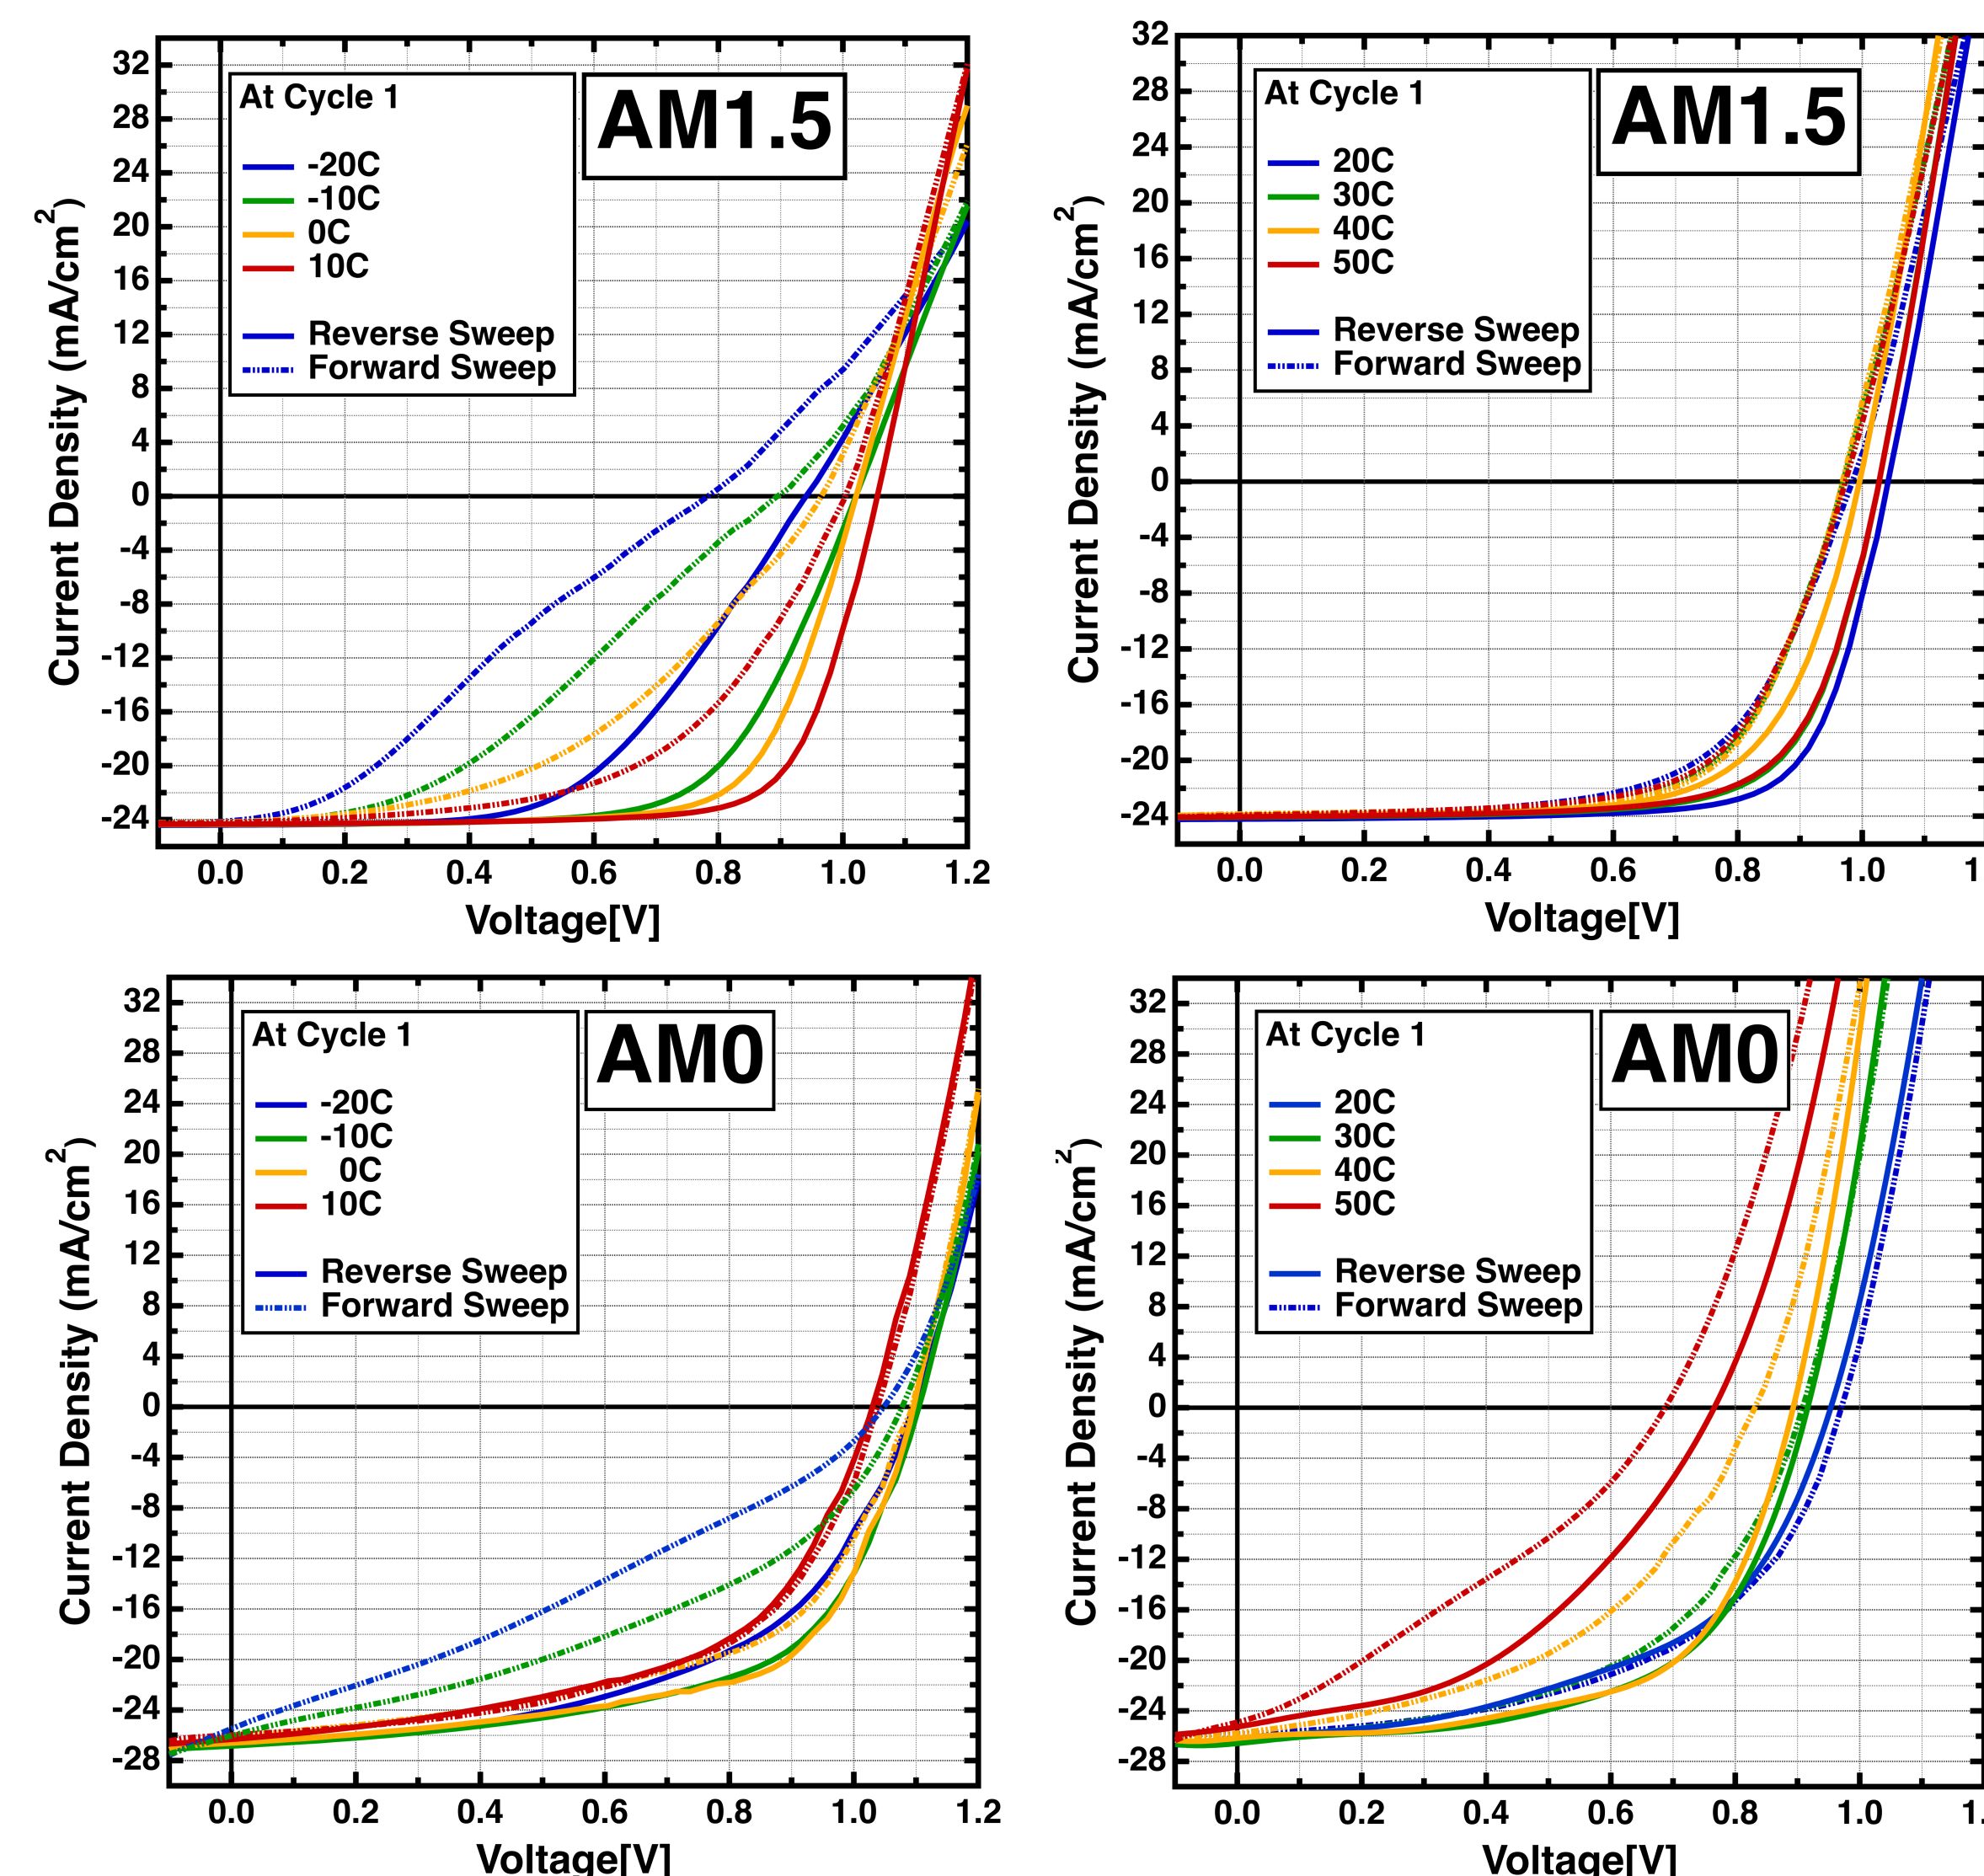 32
28
24
20
16
12
8
4
0
-4
-8
-12
-16
-20
-24
Current Density (mA/cm2)
At Cycle 1
-20C
-10C
0C
10C
Reverse Sweep
Forward Sweep
AM1.5
0.0 0.2 0.4 0.6 0.8 1.0 1.2
Voltage[V]
32
28
24
20
16
12
8
4
0
-4
-8
-12
-16
-20
-24
Current Density (mA/cm2)
At Cycle 1
20C
30C
40C
50C
Reverse Sweep
Forward Sweep
AM1.5
0.0 0.2 0.4 0.6 0.8 1.0 1
Voltage[V]
32
28
24
20
16
12
8
4
0
-4
-8
-12
-16
-20
-24
-28
Current Density (mA/cm2)
At Cycle 1
-20C
-10C
0C
10C
Reverse Sweep
Forward Sweep
AM0
0.0 0.2 0.4 0.6 0.8 1.0 1.2
Voltage[V]
32
28
24
20
16
12
8
4
0
-4
-8
-12
-16
-20
-24
-28
Current Density (mA/cm2)
At Cycle 1
20C
30C
40C
50C
Reverse Sweep
Forward Sweep
AM0
0.0 0.2 0.4 0.6 0.8 1.0 1.
Voltage[V]